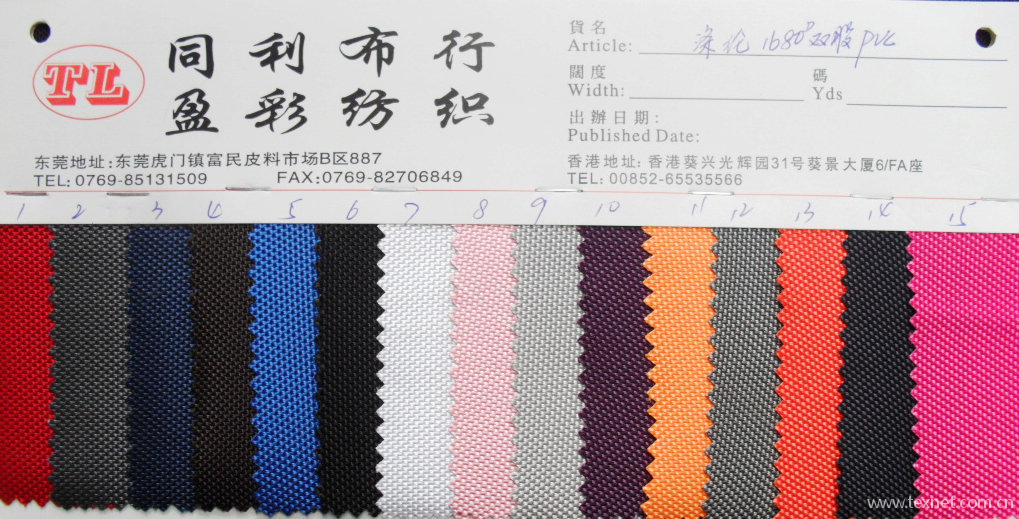 TL
同利布行
盈彩纺织
东莞地址:东莞虎门镇富民皮料市场B区887
TEL:0769-85131509 FAX:0769-82706849
貨名
Article: 涤纶1680D双股PVC
闊度 碼
Width: Yds
出辦日期:
Published Date:
香港地址: 香港葵兴光辉园31号葵景大厦6/FA座
TEL: 00852-65535566
1 2 3 4 5 6 7 8 9 10 11 12 13 14 15
www.texnet.com.cn